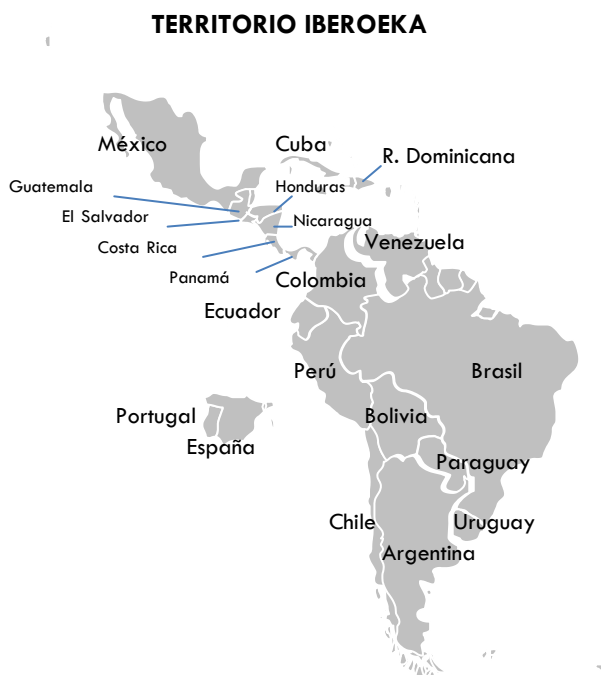 TERRITORIO IBEROEKA
México
Cuba
R. Dominicana
Guatemala
Honduras
El Salvador
Nicaragua
Costa Rica
Venezuela
Panamá
Colombia
Ecuador
Perú
Brasil
Portugal
Bolivia
España
Paraguay
Chile
Uruguay
Argentina